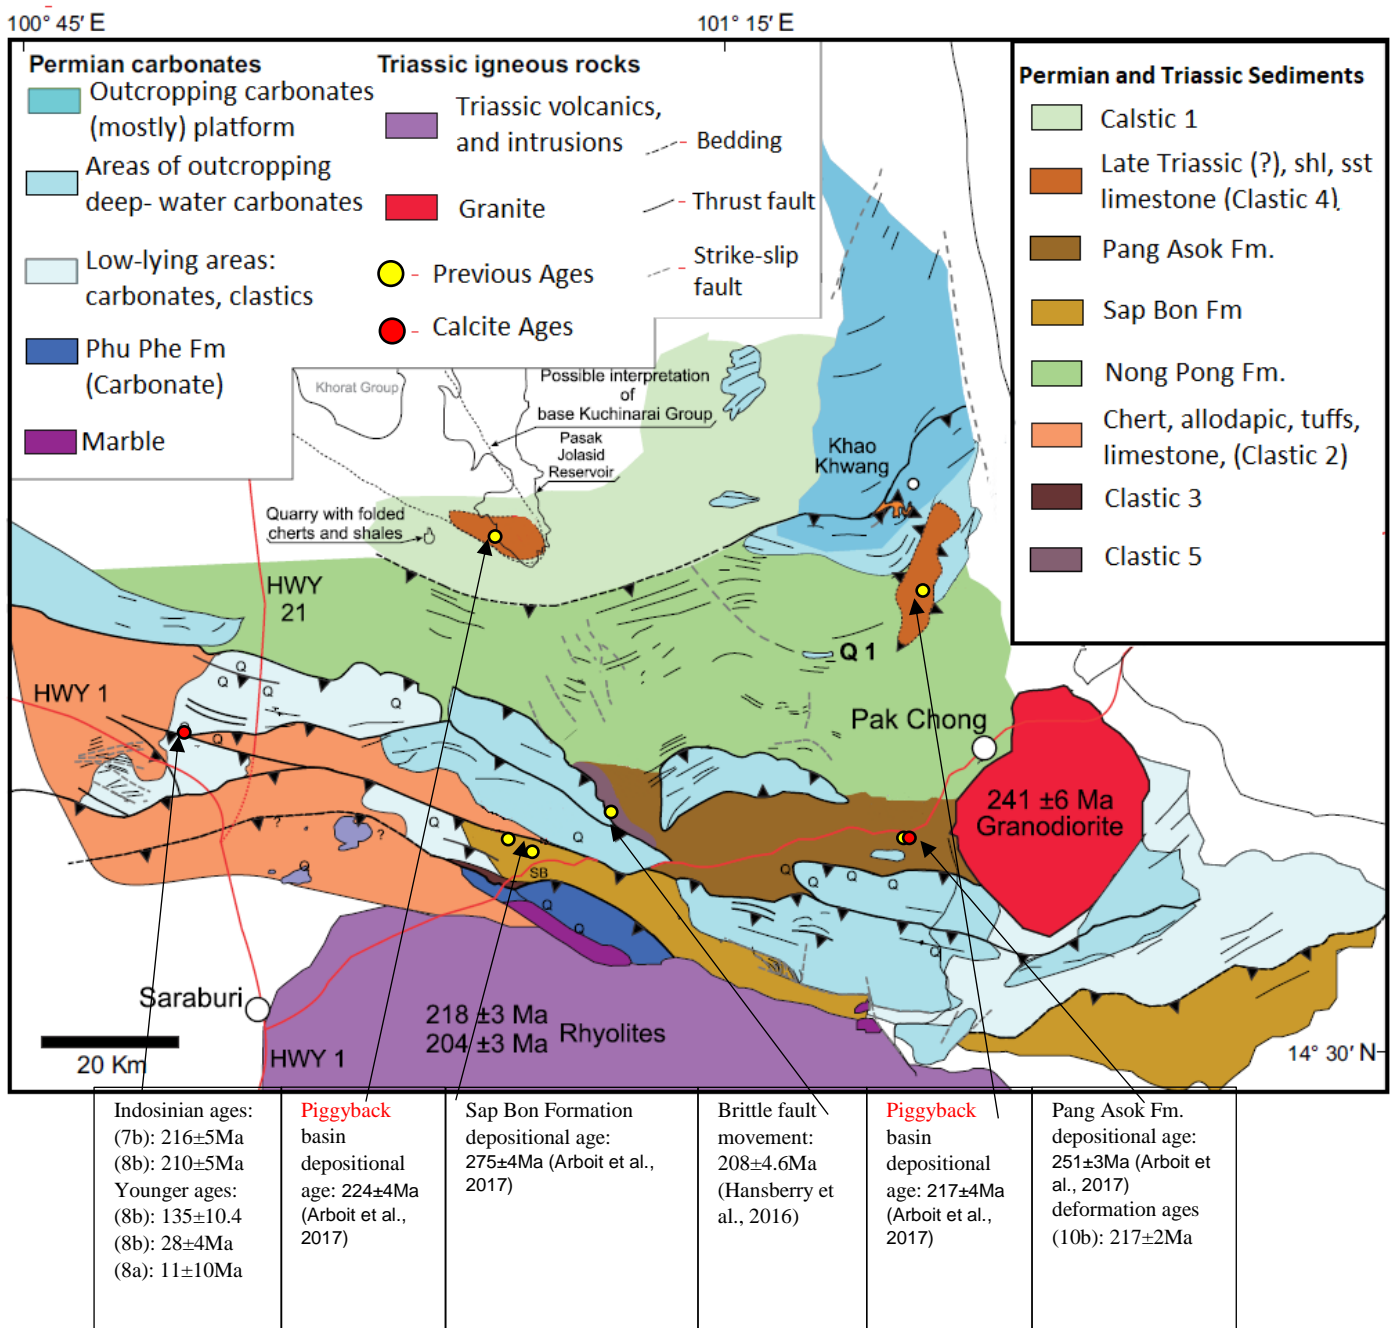 100° 45′ E
101° 15′ E
Permian carbonates
Outcropping carbonates
(mostly) platform
Areas of outcropping
deep- water carbonates
Low-lying areas:
carbonates, clastics
Phu Phe Fm
(Carbonate)
Marble
Triassic igneous rocks
Triassic volcanics,
and intrusions
Granite
Previous Ages
Calcite Ages
Bedding
Thrust fault
Strike-slip
fault
Permian and Triassic Sediments
Calstic 1
Late Triassic (?), shl, sst
limestone (Clastic 4)
Pang Asok Fm.
Sap Bon Fm
Nong Pong Fm.
Chert, allodapic, tuffs,
limestone, (Clastic 2)
Clastic 3
Clastic 5
Khorat Group
Possible interpretation
of
base Kuchinarai Group
Pasak
Jolasid
Reservoir
Quarry with folded
cherts and shales
Khao
Khwang
HWY
21
Q 1
HWY 1
Q
Q
Q
Q
Q
Q
Pak Chong
241 ±6 Ma
Granodiorite
?
?
Q
Q
Q
SB
Q
Q
Q
Q
Q
Q
Q
Saraburi
218 ±3 Ma
204 ±3 Ma
Rhyolites
HWY 1
20 Km
14° 30′ N
Indosinian ages:
(7b): 216±5Ma
(8b): 210±5Ma
Younger ages:
(8b): 135±10.4
(8b): 28±4Ma
(8a): 11±10Ma
Piggyback
basin
depositional
age: 224±4Ma
(Arboit et al.,
2017)
Sap Bon Formation
depositional age:
275±4Ma (Arboit et al.,
2017)
Brittle fault
movement:
208±4.6Ma
(Hansberry et
al., 2016)
Piggyback
basin
depositional
age: 217±4Ma
(Arboit et al.,
2017)
Pang Asok Fm.
depositional age:
251±3Ma (Arboit et
al., 2017)
deformation ages
(10b): 217±2Ma